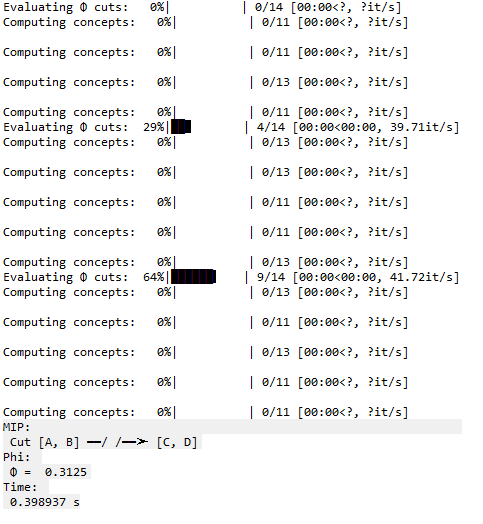 Evaluating Φ cuts:   0%|          | 0/14 [00:00<?, ?it/s]
Computing concepts:   0%|          | 0/11 [00:00<?, ?it/s]
Computing concepts:   0%|          | 0/11 [00:00<?, ?it/s]
Computing concepts:   0%|          | 0/13 [00:00<?, ?it/s]
Computing concepts:   0%|          | 0/11 [00:00<?, ?it/s]
Evaluating Φ cuts:  29%|██▊       | 4/14 [00:00<00:00, 39.71it/s]
Computing concepts:   0%|          | 0/13 [00:00<?, ?it/s]
Computing concepts:   0%|          | 0/13 [00:00<?, ?it/s]
Computing concepts:   0%|          | 0/11 [00:00<?, ?it/s]
Computing concepts:   0%|          | 0/11 [00:00<?, ?it/s]
Computing concepts:   0%|          | 0/13 [00:00<?, ?it/s]
Evaluating Φ cuts:  64%|██████▍   | 9/14 [00:00<00:00, 41.72it/s]
Computing concepts:   0%|          | 0/13 [00:00<?, ?it/s]
Computing concepts:   0%|          | 0/11 [00:00<?, ?it/s]
Computing concepts:   0%|          | 0/13 [00:00<?, ?it/s]
Computing concepts:   0%|          | 0/11 [00:00<?, ?it/s]
Computing concepts:   0%|          | 0/11 [00:00<?, ?it/s]
MIP:
Cut [A, B] ━━/ /━━➤ [C, D]
Phi:
Φ =  0.3125
Time:
0.398937 s